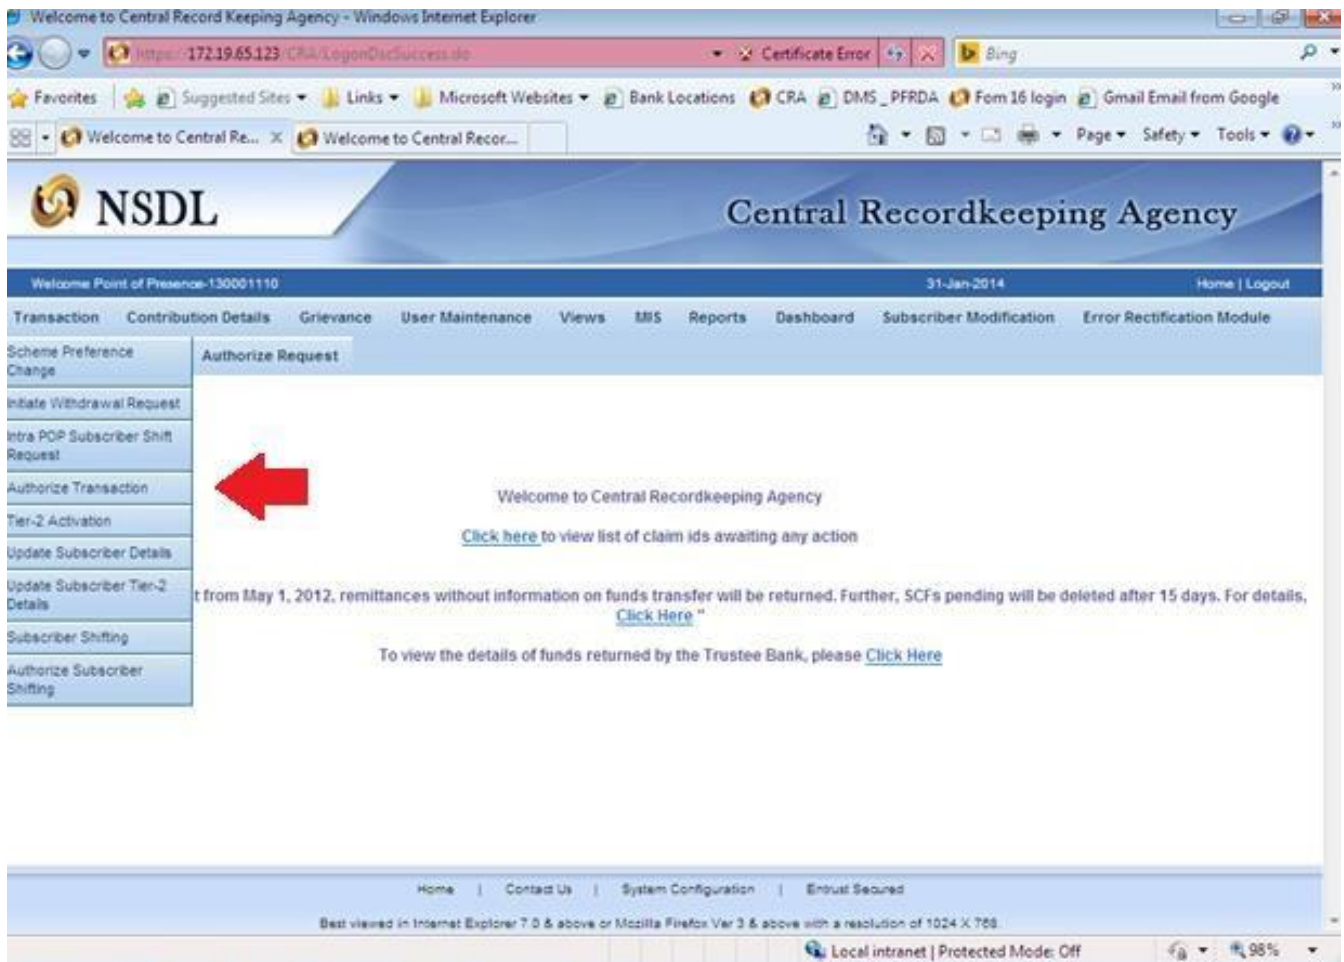 Welcome to Central Record Keeping Agency - Windows Internet Explorer
https://172.19.65.123/CRA/LogonDscSuccess.do Certificate Error Bing
Favorites Suggested Sites Links Microsoft Websites Bank Locations CRA DMS_PFRDA Fom 16 login Gmail Email from Google
Welcome to Central Re... X Welcome to Central Recor... Page Safety Tools
NSDL Central Recordkeeping Agency
Welcome Point of Presence-130001110 31-Jan-2014 Home | Logout
Transaction Contribution Details Grievance User Maintenance Views MIS Reports Dashboard Subscriber Modification Error Rectification Module
Scheme Preference
Change
Authorize Request
Initiate Withdrawal Request
Intra POP Subscriber Shift
Request
Authorize Transaction
Tier-2 Activation
Update Subscriber Details
Update Subscriber Tier-2
Details
Subscriber Shifting
Authorize Subscriber
Shifting
Welcome to Central Recordkeeping Agency
Click here to view list of claim ids awaiting any action
t from May 1, 2012, remittances without information on funds transfer will be returned. Further, SCFs pending will be deleted after 15 days. For details,
Click Here "
To view the details of funds returned by the Trustee Bank, please Click Here
Home | Contact Us | System Configuration | Entrust Secured
Best viewed in Internet Explorer 7.0 & above or Mozilla Firefox Ver 3 & above with a resolution of 1024 X 768.
Local intranet | Protected Mode: Off 98%